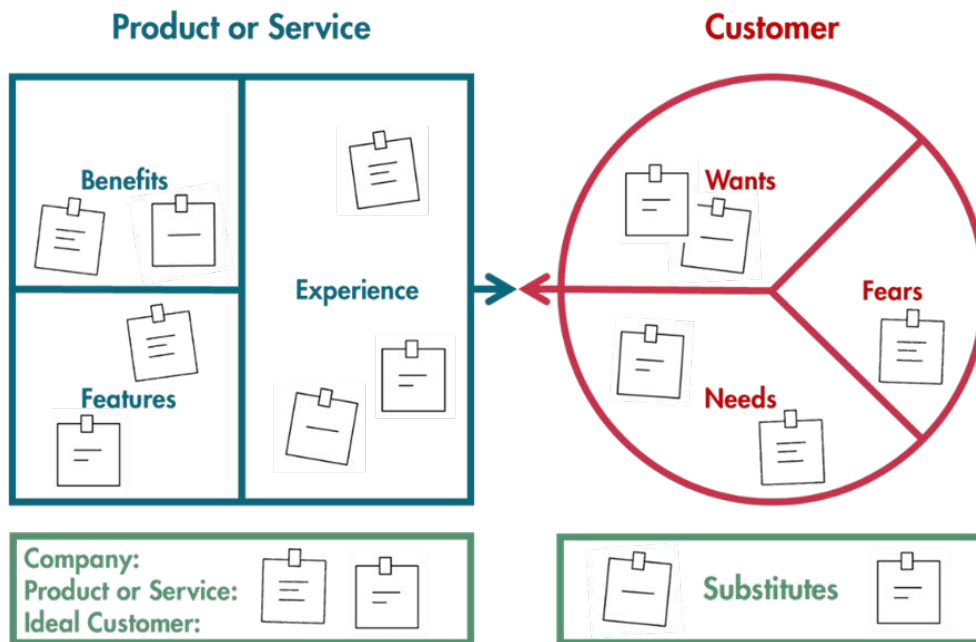 Product or Service
Customer
Benefits
Wants
Experience
Fears
Features
Needs
Company:
Product or Service:
Ideal Customer:
Substitutes